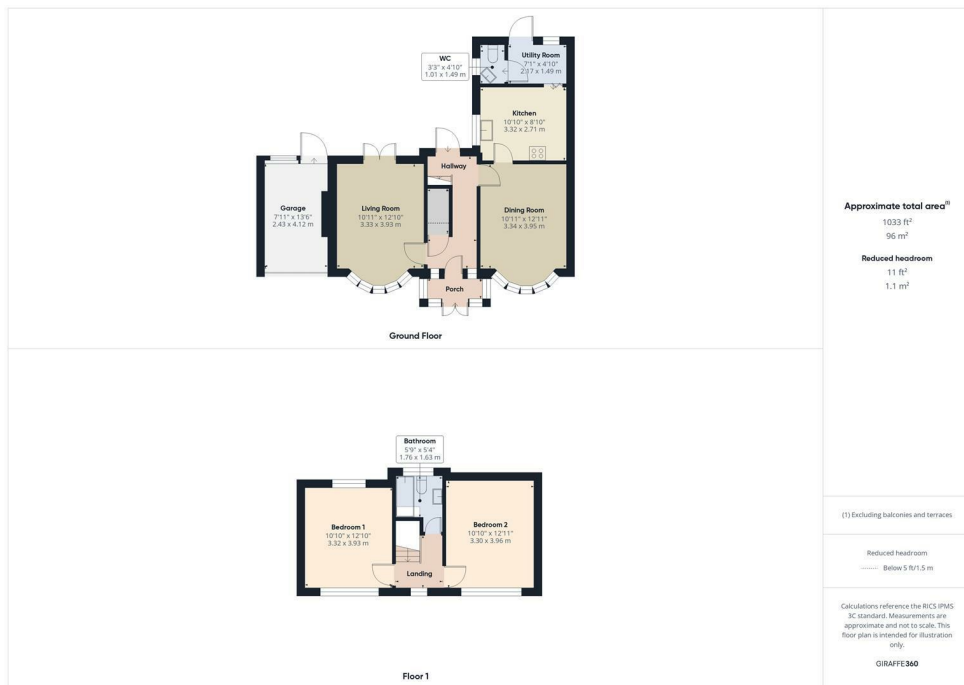 WC
3'3" x 4'10"
1.01 x 1.49 m
Utility Room
7'1" x 4'10"
2.17 x 1.49 m
Kitchen
10'10" x 8'10"
3.32 x 2.71 m
Hallway
Garage
7'11" x 13'6"
2.43 x 4.12 m
Living Room
10'11" x 12'10"
3.33 x 3.93 m
Dining Room
10'11" x 12'11"
3.34 x 3.95 m
Porch
Ground Floor
Bathroom
5'9" x 5'4"
1.76 x 1.63 m
Bedroom 1
10'10" x 12'10"
3.32 x 3.93 m
Bedroom 2
10'10" x 12'11"
3.30 x 3.96 m
Landing
Floor 1
Approximate total area(1)
1033 ft²
96 m²
Reduced headroom
11 ft²
1.1 m²
(1) Excluding balconies and terraces
Reduced headroom
Below 5 ft/1.5 m
Calculations reference the RICS IPMS
3C standard. Measurements are
approximate and not to scale. This
floor plan is intended for illustration
only.
GIRAFFE360